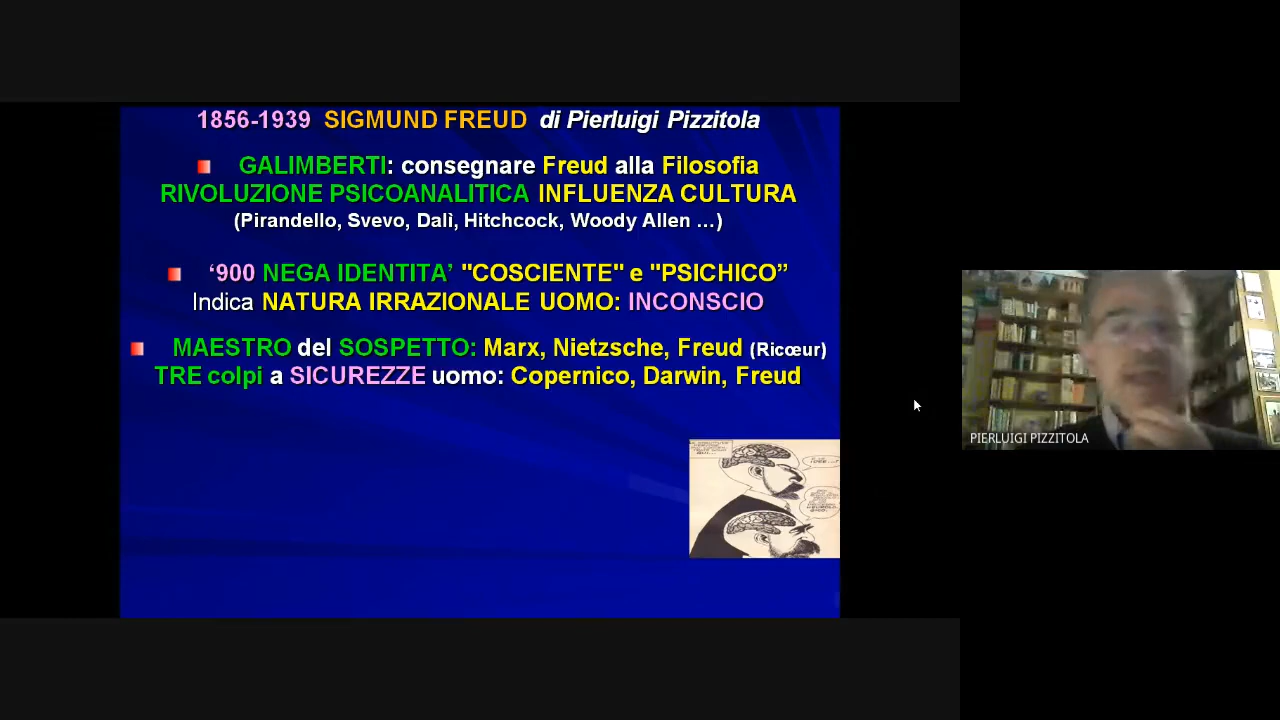 1856-1939 SIGMUND FREUD di Pierluigi Pizzitola
GALIMBERTI: consegnare Freud alla Filosofia
RIVOLUZIONE PSICOANALITICA INFLUENZA CULTURA
(Pirandello, Svevo, Dalì, Hitchcock, Woody Allen ...)
‘900 NEGA IDENTITA’ "COSCIENTE" e "PSICHICO”
Indica NATURA IRRAZIONALE UOMO: INCONSCIO
MAESTRO del SOSPETTO: Marx, Nietzsche, Freud (Ricœur)
TRE colpi a SICUREZZE uomo: Copernico, Darwin, Freud
PIERLUIGI PIZZITOLA